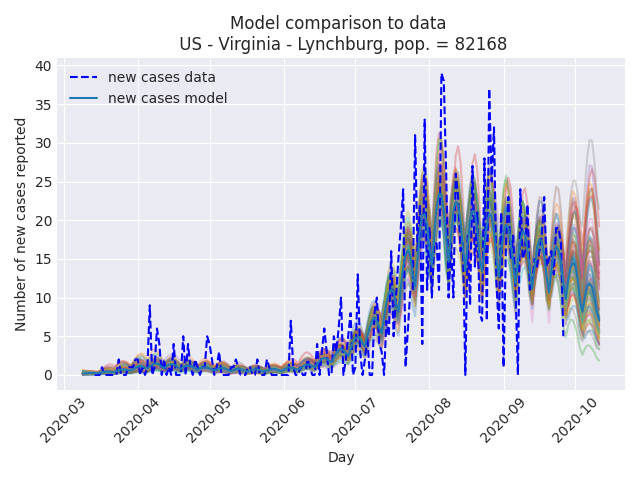 Model comparison to data
US - Virginia - Lynchburg, pop. = 82168
new cases data
new cases model
Number of new cases reported
40
35
30
25
20
15
10
5
0
2020-03
2020-04
2020-05
2020-06
2020-07
2020-08
2020-09
2020-10
Day